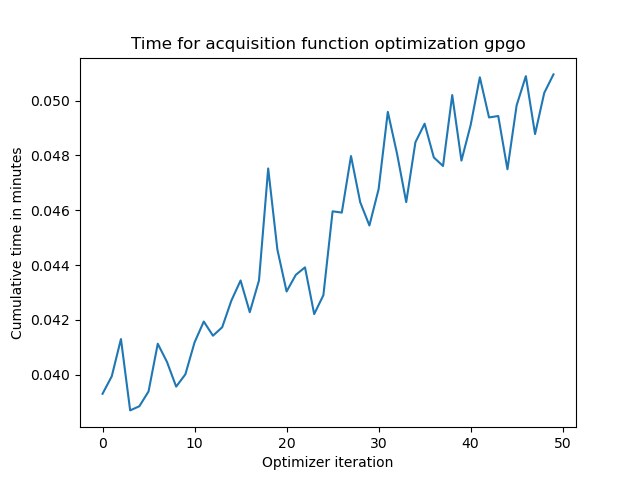 Time for acquisition function optimization gpgo
Cumulative time in minutes
0.050
0.048
0.046
0.044
0.042
0.040
0 10 20 30 40 50
Optimizer iteration